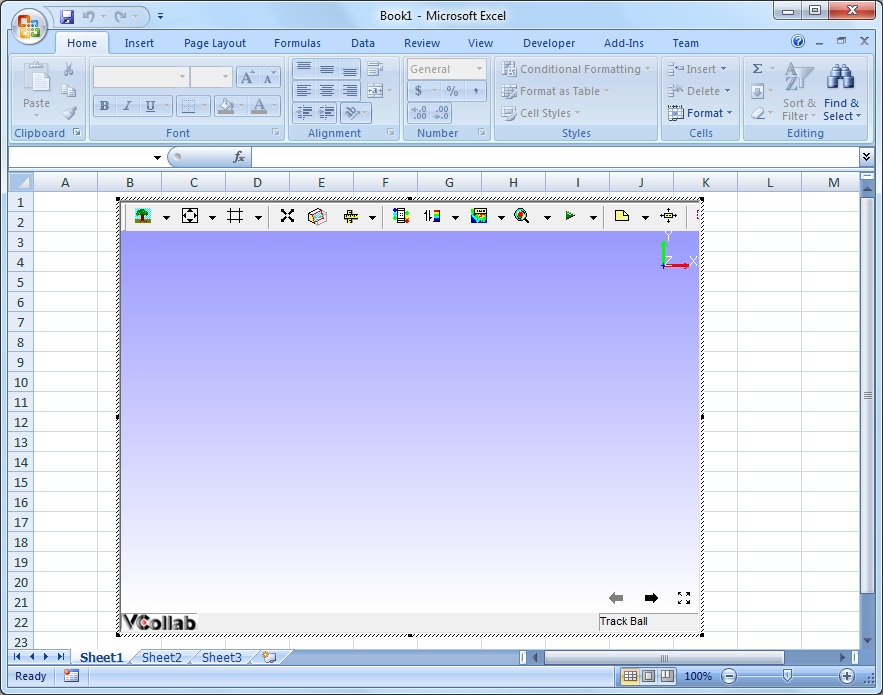 Book1 - Microsoft Excel
Home Insert Page Layout Formulas Data Review View Developer Add-Ins Team
General
Conditional Formatting
Insert
Σ
Paste
B I U
A A
A
$ % ,
Format as Table
Delete
Sort & Filter
Find & Select
.00 .0
Cell Styles
Format
Clipboard Font Alignment Number Styles Cells Editing
fx
A B C D E F G H I J K L M
1
2
3
Y
4
Z X
5
6
7
8
9
10
11
12
13
14
15
16
17
18
19
20
21
22
VCollab
Track Ball
23
Sheet1 Sheet2 Sheet3
Ready
100%